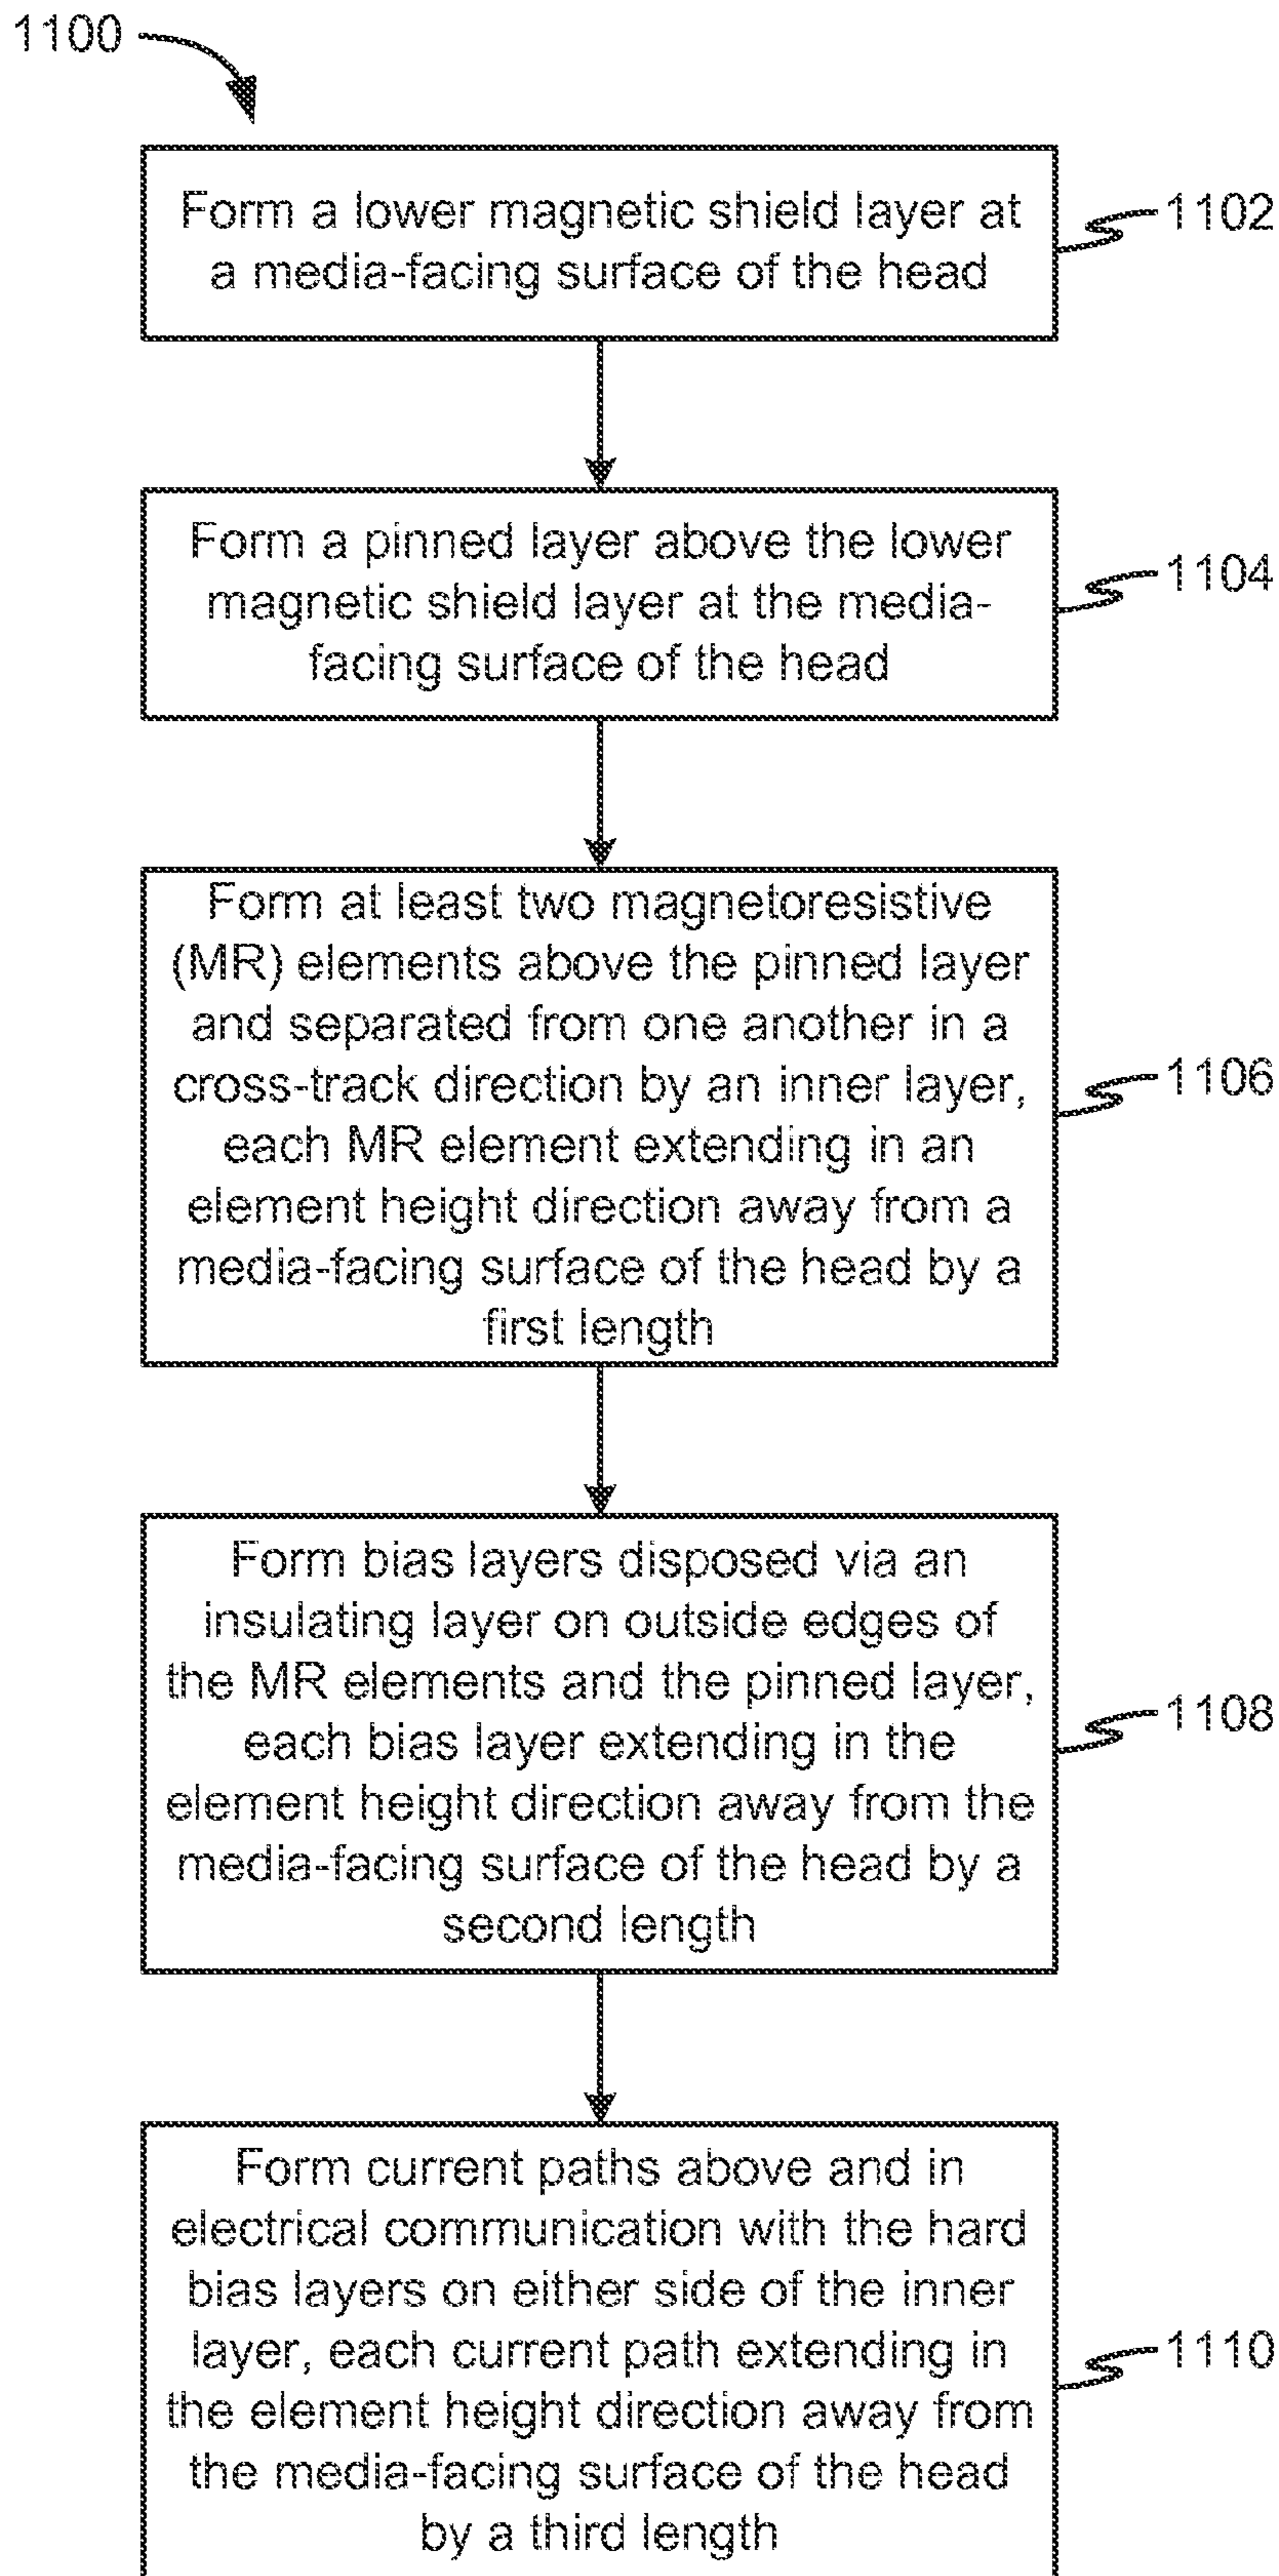 1100
Form a lower magnetic shield layer at
a media-facing surface of the head
1102
Form a pinned layer above the lower
magnetic shield layer at the media-
facing surface of the head
1104
Form at least two magnetoresistive
(MR) elements above the pinned layer
and separated from one another in a
cross-track direction by an inner layer,
each MR element extending in an
element height direction away from a
media-facing surface of the head by a
first length
1106
Form bias layers disposed via an
insulating layer on outside edges of
the MR elements and the pinned layer,
each bias layer extending in the
element height direction away from the
media-facing surface of the head by a
second length
1108
Form current paths above and in
electrical communication with the hard
bias layers on either side of the inner
layer, each current path extending in
the element height direction away from
the media-facing surface of the head
by a third length
1110